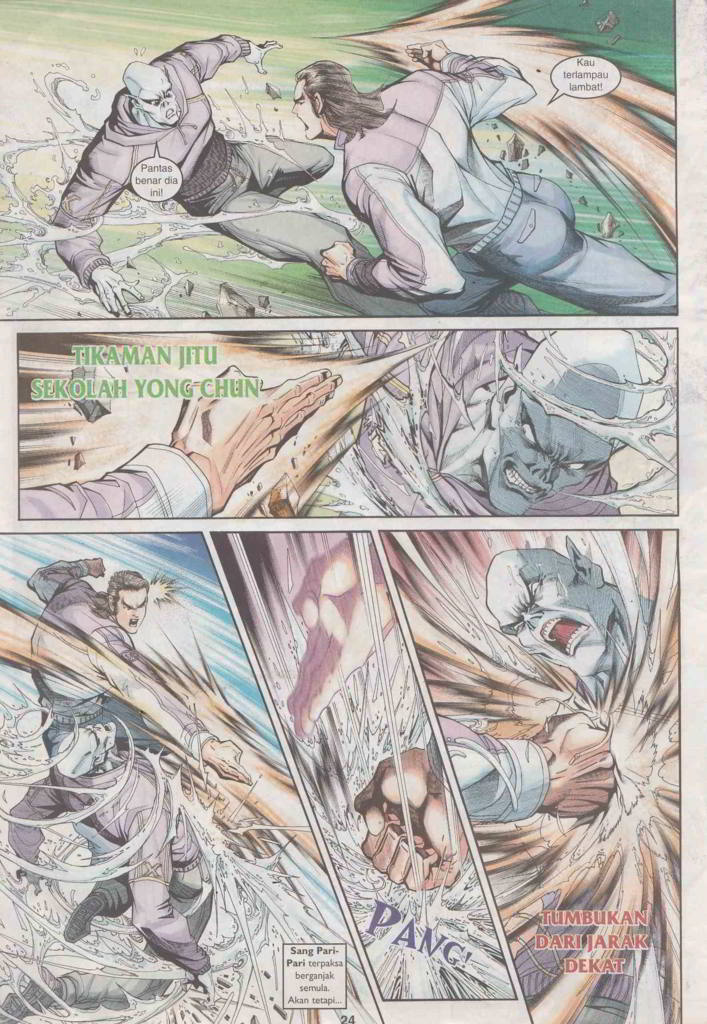 Kau
terlampau
lambat!
Pantas
benar dia
ini!
TIKAMAN JITU
SEKOLAH YONG CHUN
PANG!
TUMBUKAN
DARI JARAK
DEKAT
Sang Pari-
Pari terpaksa
berganjak
semula.
Akan tetapi...
24